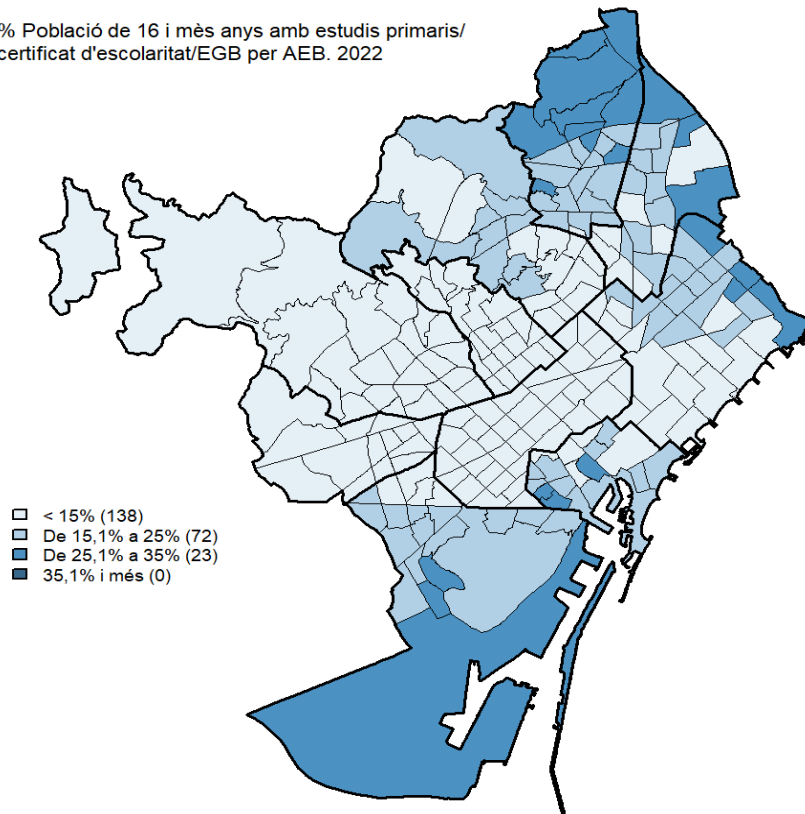 % Població de 16 i mès anys amb estudis primaris/
certificat d'escolaritat/EGB per AEB. 2022
< 15% (138)
De 15,1% a 25% (72)
De 25,1% a 35% (23)
35,1% i més (0)